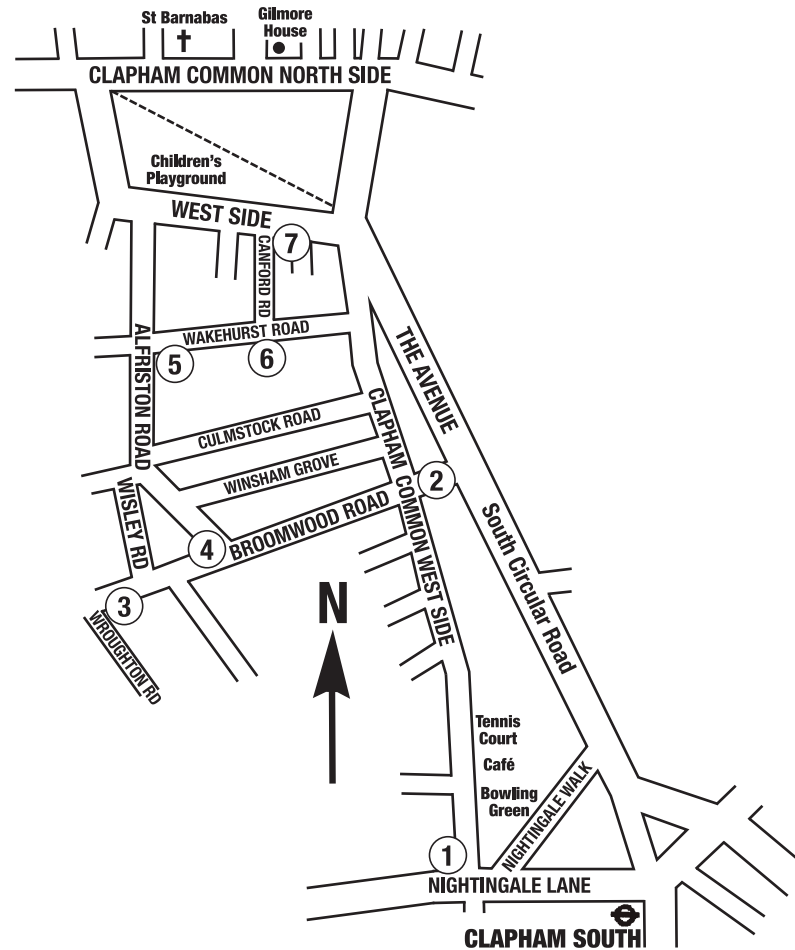 St Barnabas
Gilmore
House
CLAPHAM COMMON NORTH SIDE
Children's
Playground
WEST SIDE
7
CANFORD RD
WAKEHURST ROAD
THE AVENUE
5
6
ALFRISTON ROAD
CULMSTOCK ROAD
CLAPHAM COMMON WEST SIDE
WINSHAM GROVE
2
WISLEY RD
BROOMWOOD ROAD
South Circular Road
4
3
N
WROUGHTON RD
Tennis
Court
Café
Bowling
Green
NIGHTINGALE WALK
1
NIGHTINGALE LANE
CLAPHAM SOUTH